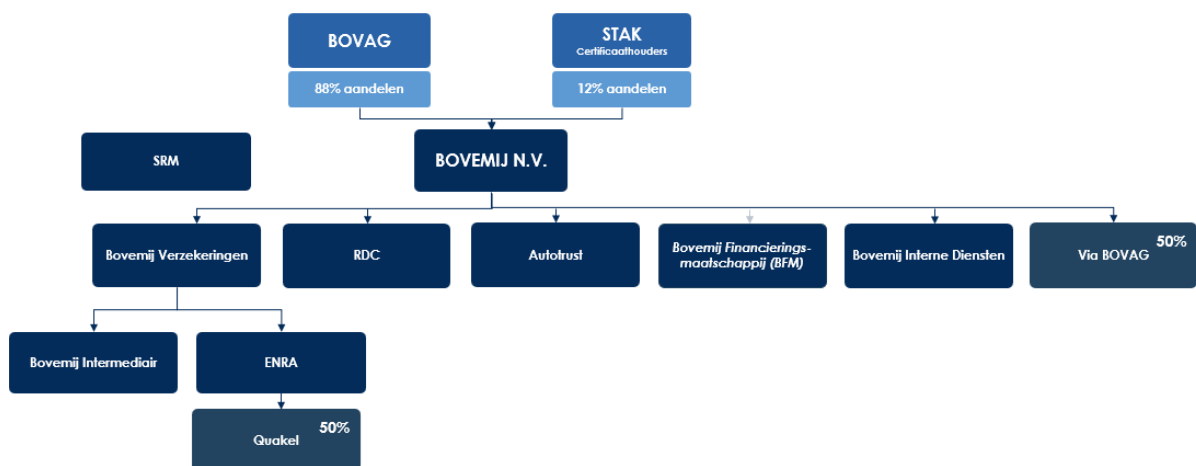 BOVAG
88% aandelen
STAK
Certificaathouders
12% aandelen
SRM
BOVEMIJ N.V.
Bovemij Verzekeringen
RDC
Autotrust
Bovemij Financierings-
maatschappij (BFM)
Bovemij Interne Diensten
50%
Via BOVAG
Bovemij Intermediair
ENRA
50%
Quakel